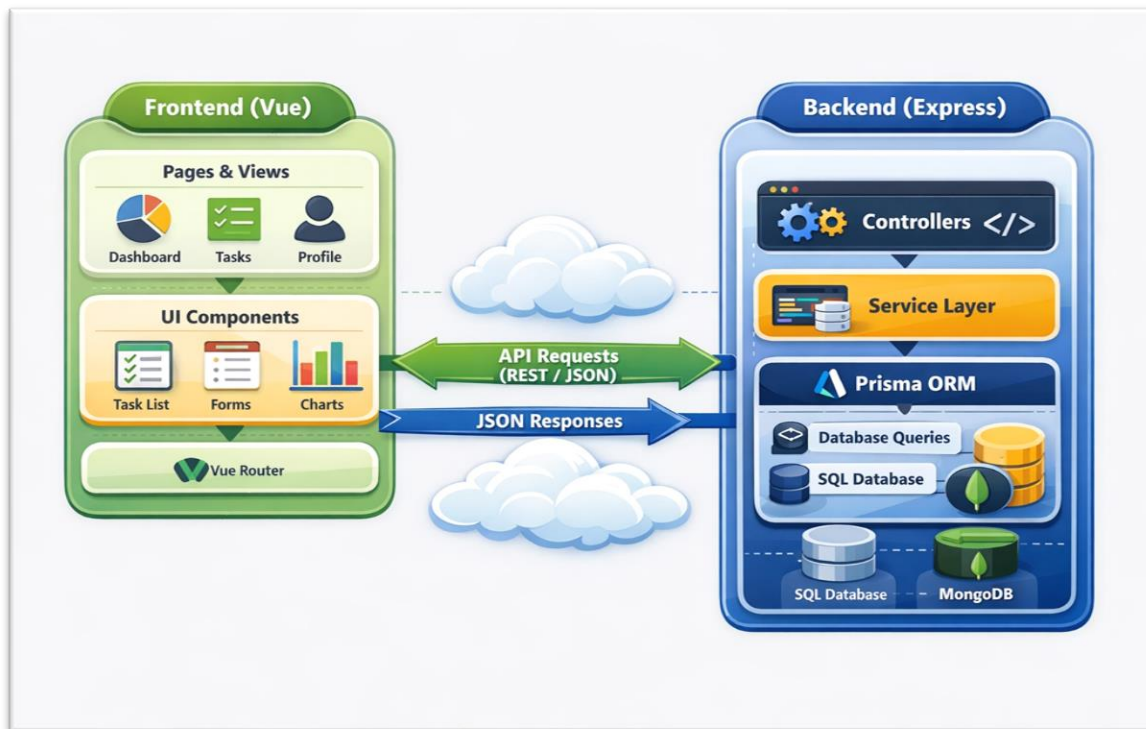 Frontend (Vue)
Pages & Views
Dashboard
Tasks
Profile
UI Components
Task List
Forms
Charts
Vue Router
API Requests
(REST / JSON)
JSON Responses
Backend (Express)
Controllers </>
Service Layer
Prisma ORM
Database Queries
SQL Database
SQL Database
MongoDB